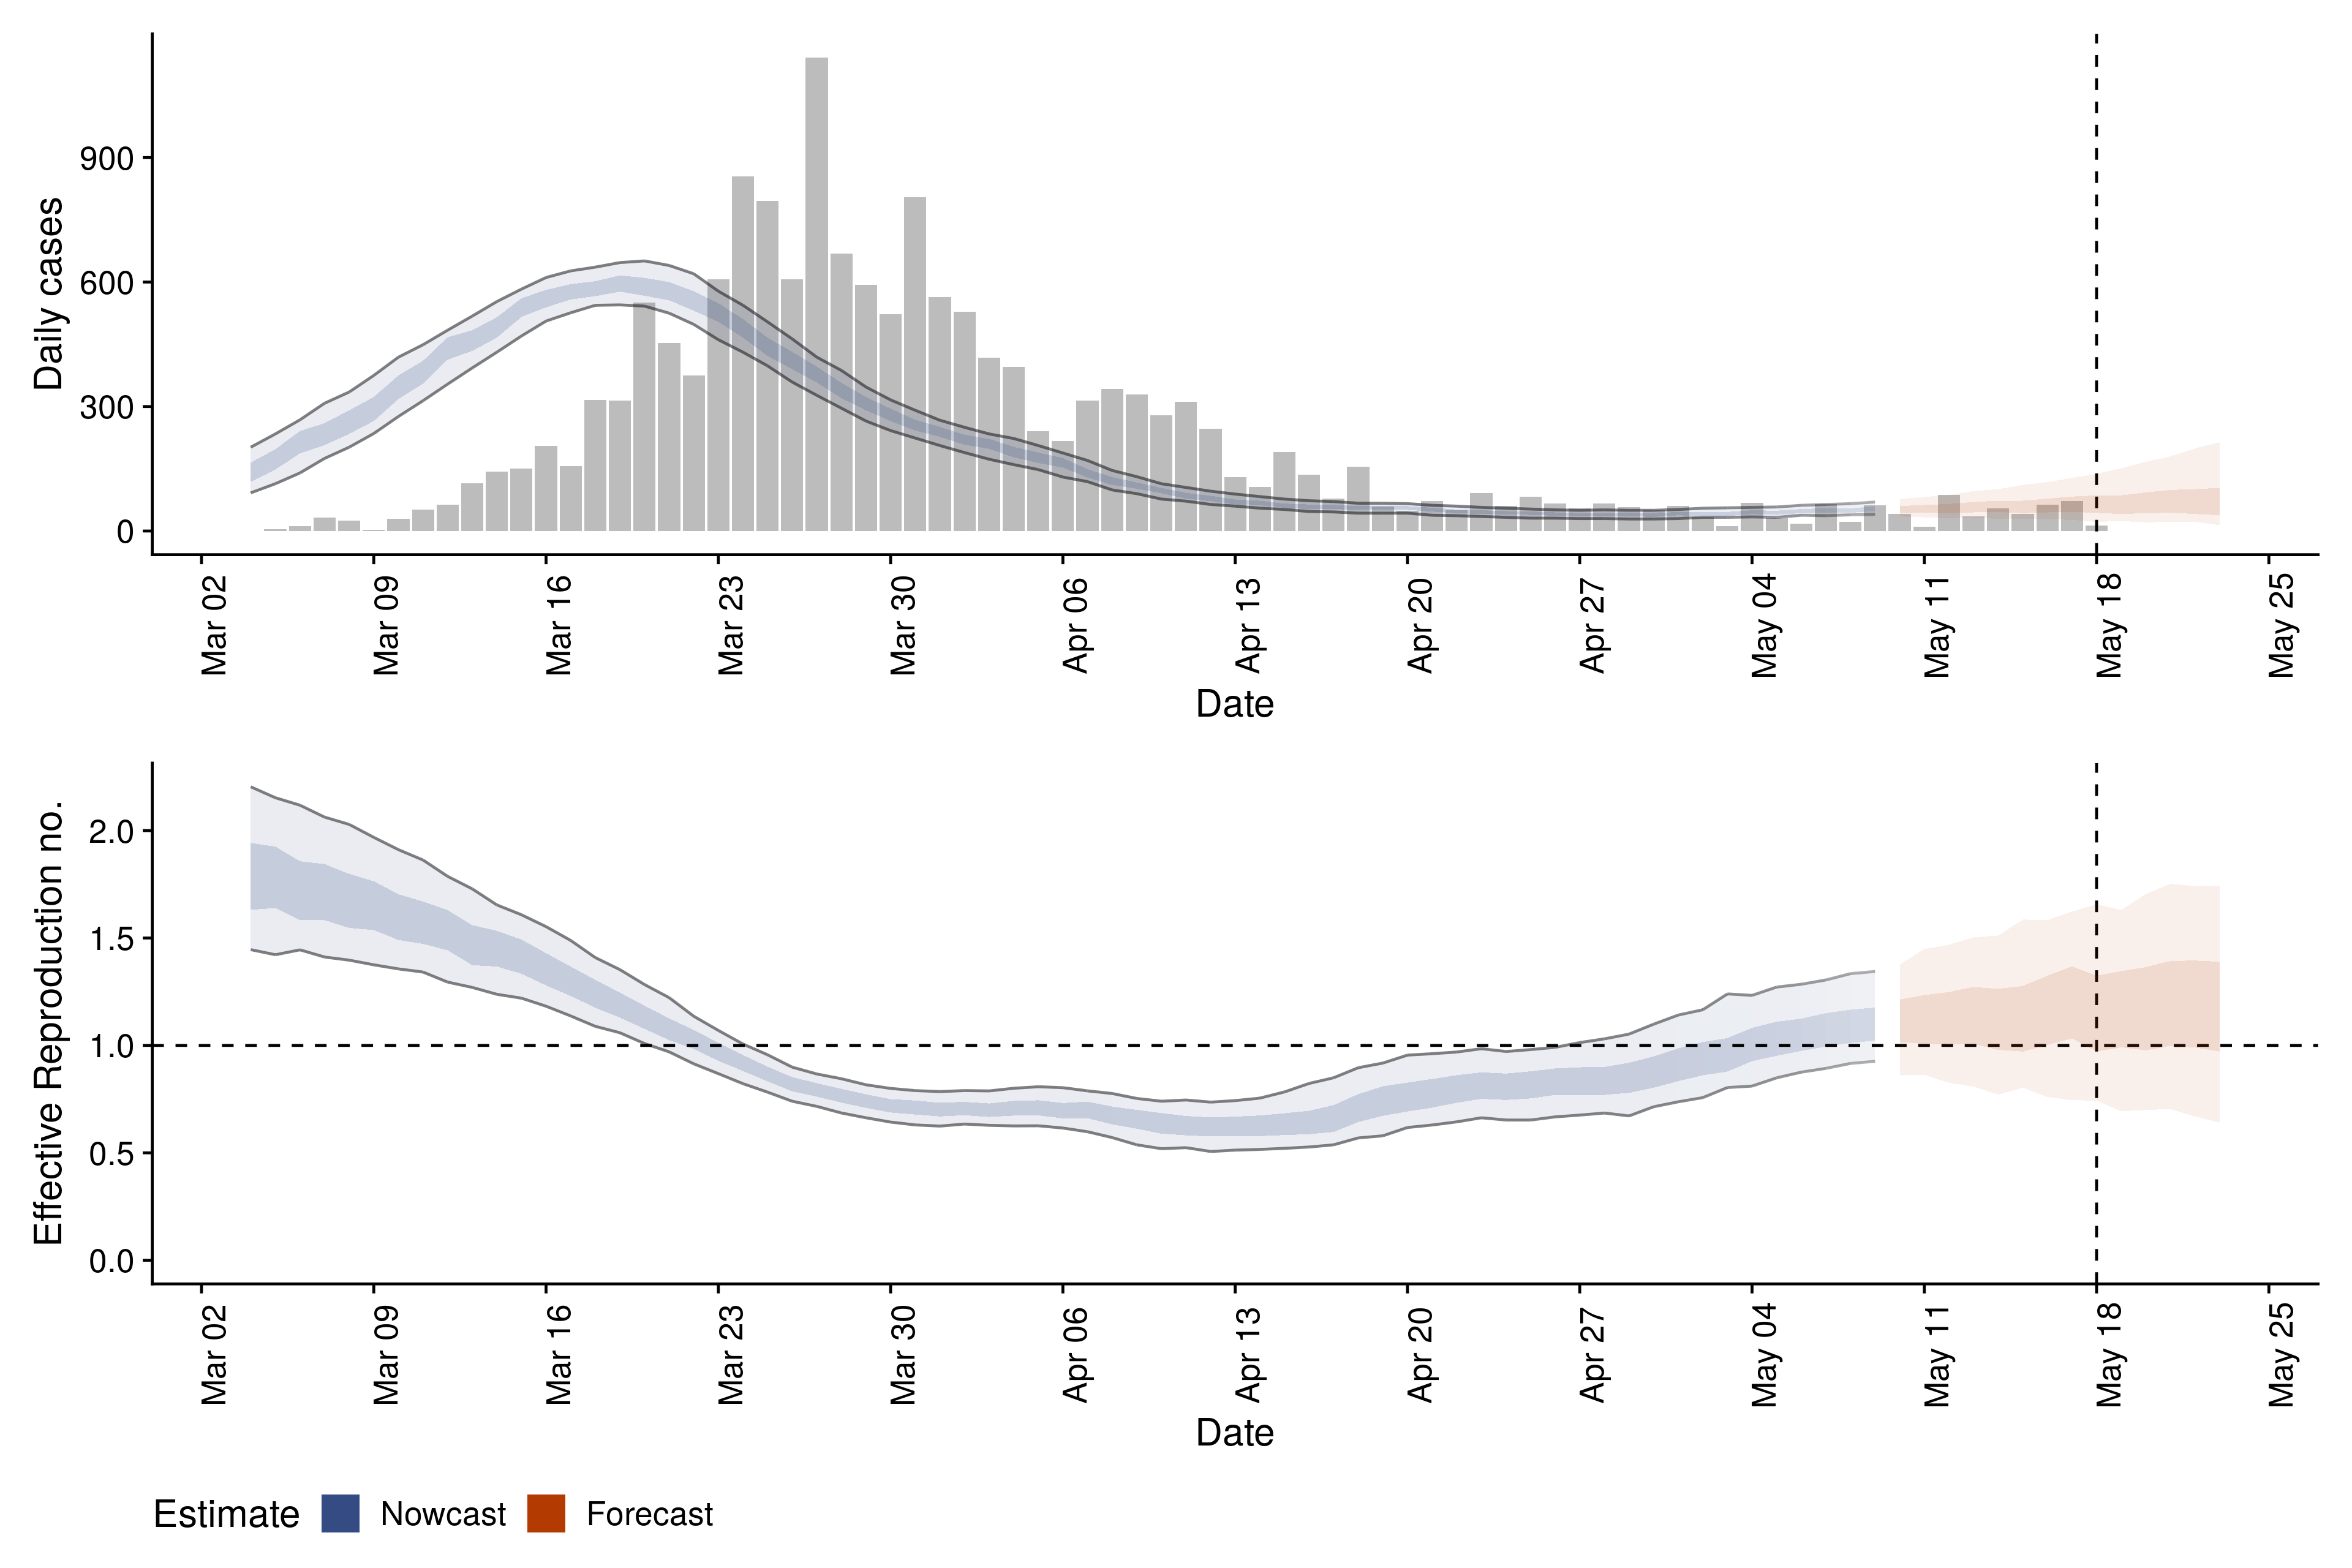 900
600
300
0
Daily cases
Mar 02
Mar 09
Mar 16
Mar 23
Mar 30
Apr 06
Apr 13
Apr 20
Apr 27
May 04
May 11
May 18
May 25
Date
2.0
1.5
1.0
0.5
0.0
Effective Reproduction no.
Mar 02
Mar 09
Mar 16
Mar 23
Mar 30
Apr 06
Apr 13
Apr 20
Apr 27
May 04
May 11
May 18
May 25
Date
Estimate Nowcast Forecast